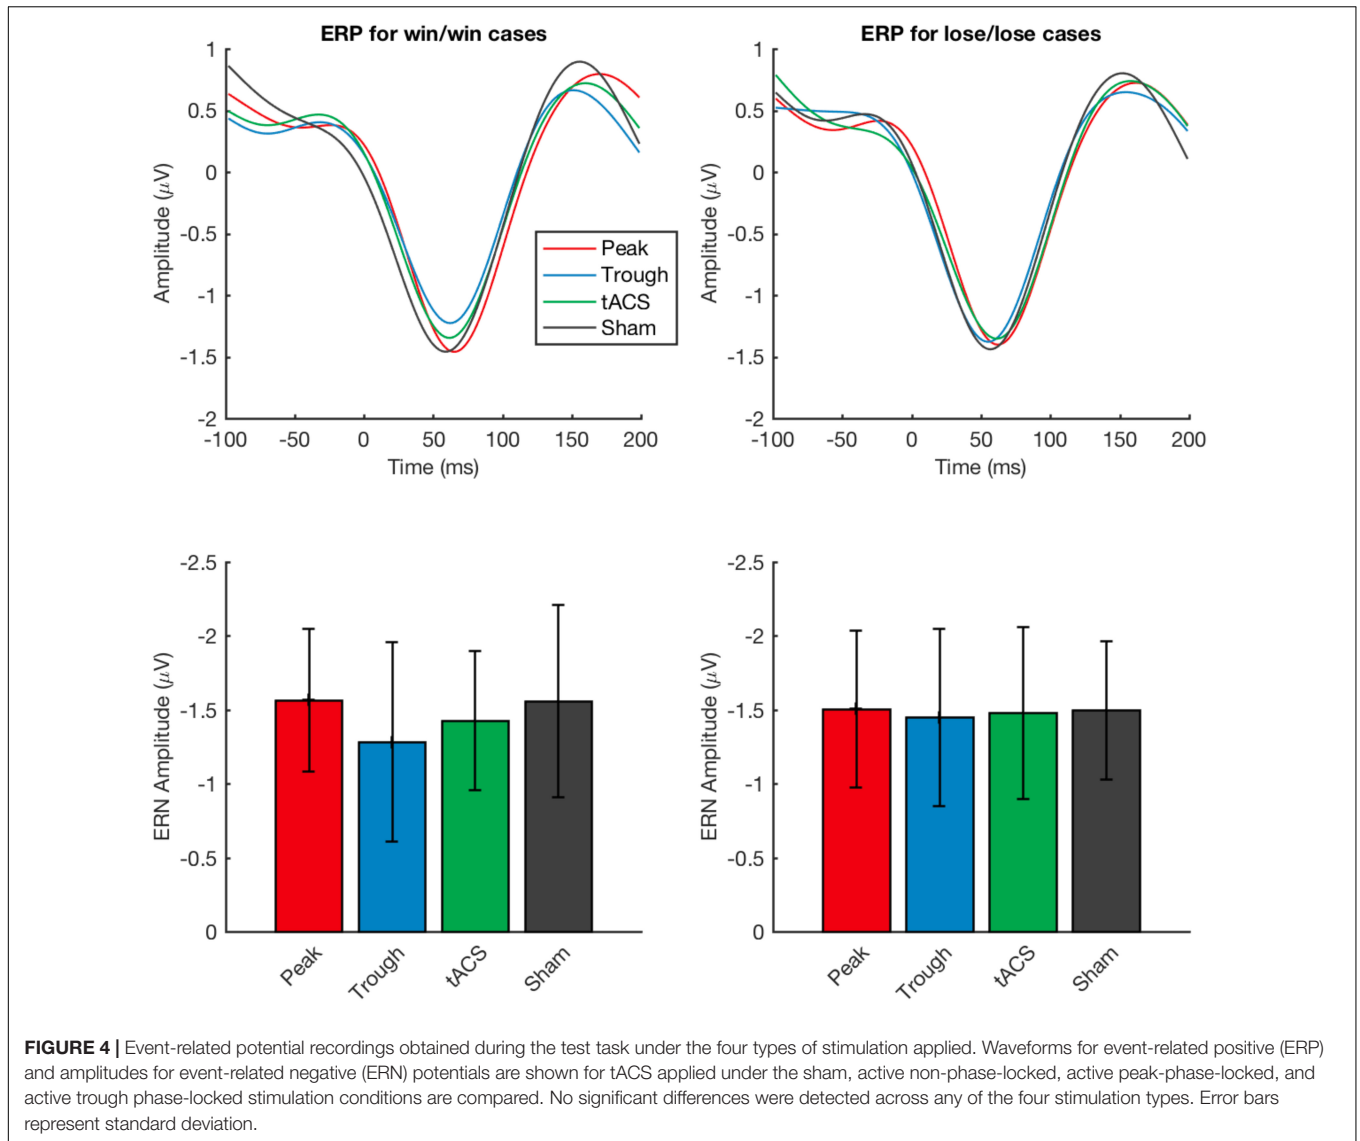 ERP for win/win cases
1
0.5
0
-0.5
-1
-1.5
-2
Amplitude (μV)
-100 -50 0 50 100 150 200
Time (ms)
Peak
Trough
tACS
Sham
ERP for lose/lose cases
1
0.5
0
-0.5
-1
-1.5
-2
Amplitude (μV)
-100 -50 0 50 100 150 200
Time (ms)
-2.5
-2
-1.5
-1
-0.5
0
ERN Amplitude (μV)
Peak Trough tACS Sham
-2.5
-2
-1.5
-1
-0.5
0
ERN Amplitude (μV)
Peak Trough tACS Sham
FIGURE 4 | Event-related potential recordings obtained during the test task under the four types of stimulation applied. Waveforms for event-related positive (ERP)
and amplitudes for event-related negative (ERN) potentials are shown for tACS applied under the sham, active non-phase-locked, active peak-phase-locked, and
active trough phase-locked stimulation conditions are compared. No significant differences were detected across any of the four stimulation types. Error bars
represent standard deviation.